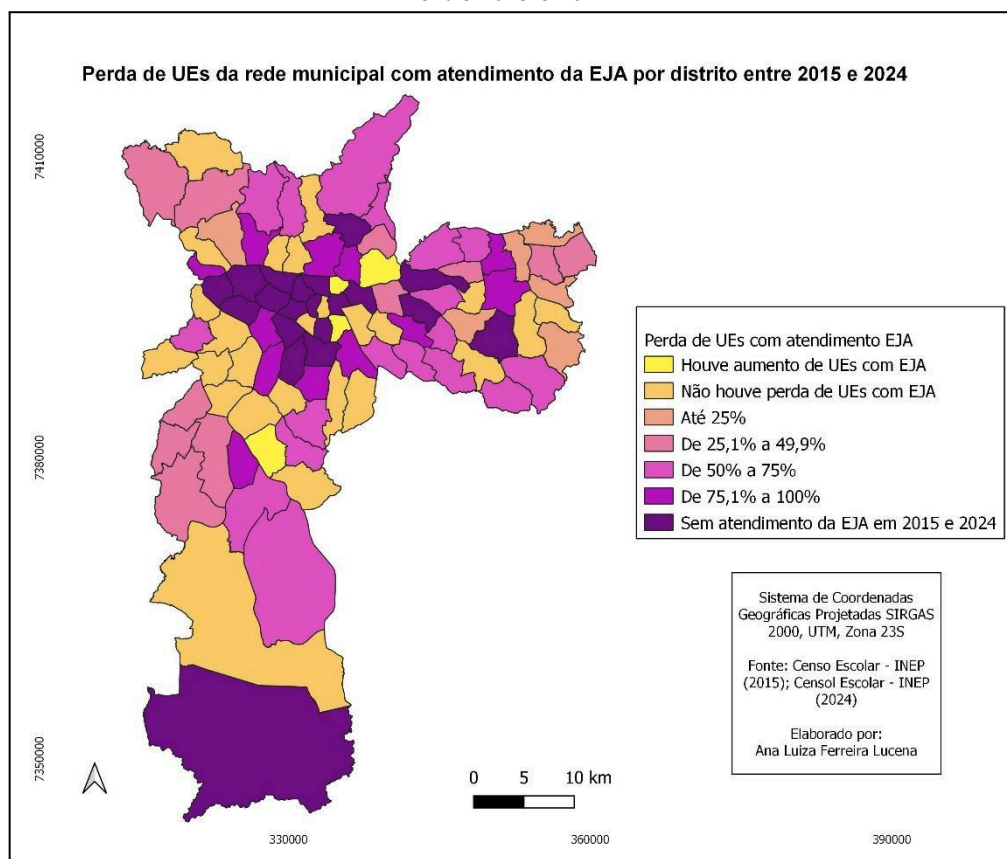 Perda de UEs da rede municipal com atendimento da EJA por distrito entre 2015 e 2024
7410000
7380000
7350000
Perda de UEs com atendimento EJA
Houve aumento de UEs com EJA
Não houve perda de UEs com EJA
Até 25%
De 25,1% a 49,9%
De 50% a 75%
De 75,1% a 100%
Sem atendimento da EJA em 2015 e 2024
Sistema de Coordenadas
Geográficas Projetadas SIRGAS
2000, UTM, Zona 23S
Fonte: Censo Escolar - INEP
(2015); Censol Escolar - INEP
(2024)
Elaborado por:
Ana Luiza Ferreira Lucena
0 5 10 km
330000 360000 390000